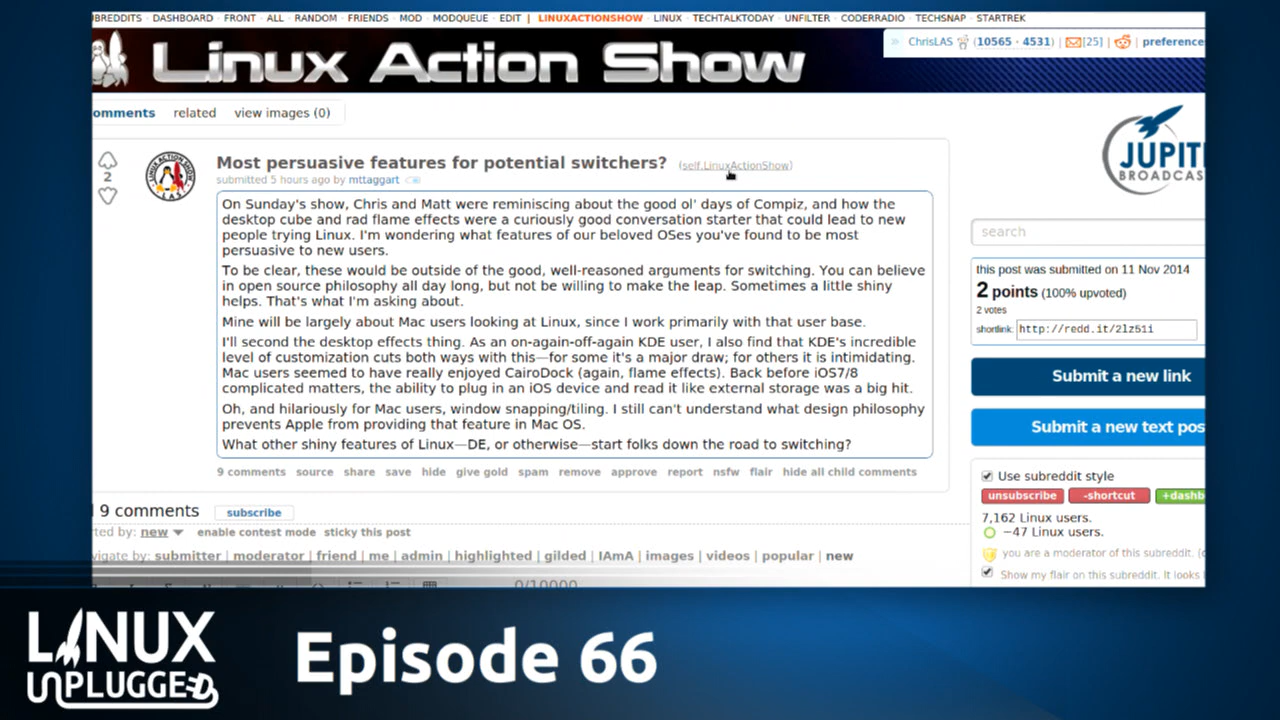 UBREDDITS - DASHBOARD - FRONT - ALL - RANDOM - FRIENDS - MOD - MODQUEUE - EDIT | LINUXACTIONSHOW - LINUX - TECHTALKTODAY - UNFILTER - CODERRADIO - TECHSNAP - STARTREK
Linux Action Show
ChrisLAS (10565 · 4531) | [25] | | preference
omments related view images (0)
JUPIT
BROADCAS
2
LINUX ACTION SHOW
LAS
Most persuasive features for potential switchers? (self.LinuxActionShow)
submitted 5 hours ago by mttaggart
On Sunday's show, Chris and Matt were reminiscing about the good ol' days of Compiz, and how the
desktop cube and rad flame effects were a curiously good conversation starter that could lead to new
people trying Linux. I'm wondering what features of our beloved OSes you've found to be most
persuasive to new users.
To be clear, these would be outside of the good, well-reasoned arguments for switching. You can believe
in open source philosophy all day long, but not be willing to make the leap. Sometimes a little shiny
helps. That's what I'm asking about.
Mine will be largely about Mac users looking at Linux, since I work primarily with that user base.
I'll second the desktop effects thing. As an on-again-off-again KDE user, I also find that KDE's incredible
level of customization cuts both ways with this—for some it's a major draw; for others it is intimidating.
Mac users seemed to have really enjoyed CairoDock (again, flame effects). Back before iOS7/8
complicated matters, the ability to plug in an iOS device and read it like external storage was a big hit.
Oh, and hilariously for Mac users, window snapping/tiling. I still can't understand what design philosophy
prevents Apple from providing that feature in Mac OS.
What other shiny features of Linux—DE, or otherwise—start folks down the road to switching?
9 comments source share save hide give gold spam remove approve report nsfw flair hide all child comments
search
this post was submitted on 11 Nov 2014
2 points (100% upvoted)
2 votes
shortlink: http://redd.it/2lz51i
Submit a new link
Submit a new text pos
Use subreddit style
unsubscribe -shortcut +dashb
7,162 Linux users.
~47 Linux users.
you are a moderator of this subreddit. (
Show my flair on this subreddit. It looks l
9 comments subscribe
rted by: new enable contest mode sticky this post
vigate by: submitter | moderator | friend | me | admin | highlighted | gilded | IAmA | images | videos | popular | new
0/10000
LINUX
UNPLUGGED
Episode 66